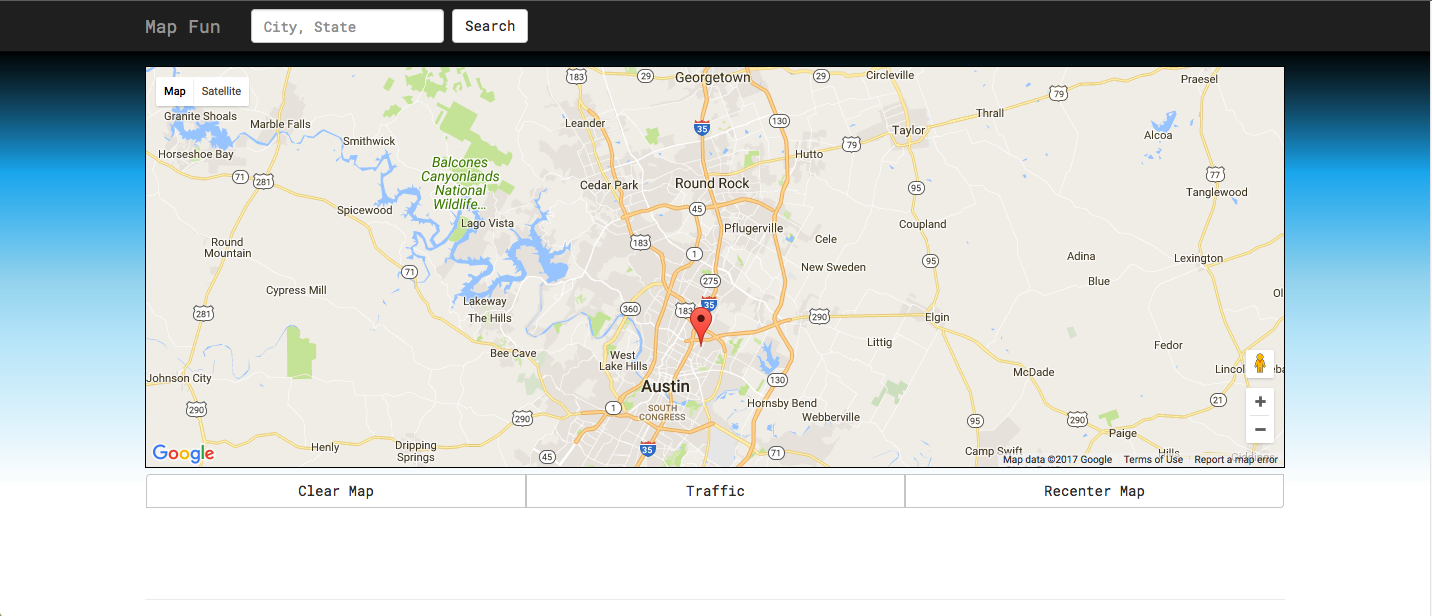 Map Fun
City, State
Search
Map
Satellite
183
29
Georgetown
29
Circleville
Praesel
79
Granite Shoals
Marble Falls
Leander
35
130
Thrall
Smithwick
Taylor
Alcoa
Horseshoe Bay
79
Hutto
71
281
Balcones
Canyonlands
National
Wildlife...
Cedar Park
Round Rock
95
77
Tanglewood
Spicewood
45
Lago Vista
Pflugerville
Coupland
Round
Mountain
183
Cele
1
Adina
Lexington
71
New Sweden
95
275
Blue
Cypress Mill
Ol
Lakeway
281
The Hills
360
183
35
290
Elgin
Littig
Fedor
Bee Cave
West
Lake Hills
Johnson City
Austin
130
McDade
Lincol
ba
290
1
SOUTH
CONGRESS
Hornsby Bend
Webberville
21
290
95
290
Paige
Henly
Dripping
Springs
45
35
71
Camp Swift
Hills
Google
Map data ©2017 Google
Terms of Use
Report a map error
Clear Map
Traffic
Recenter Map